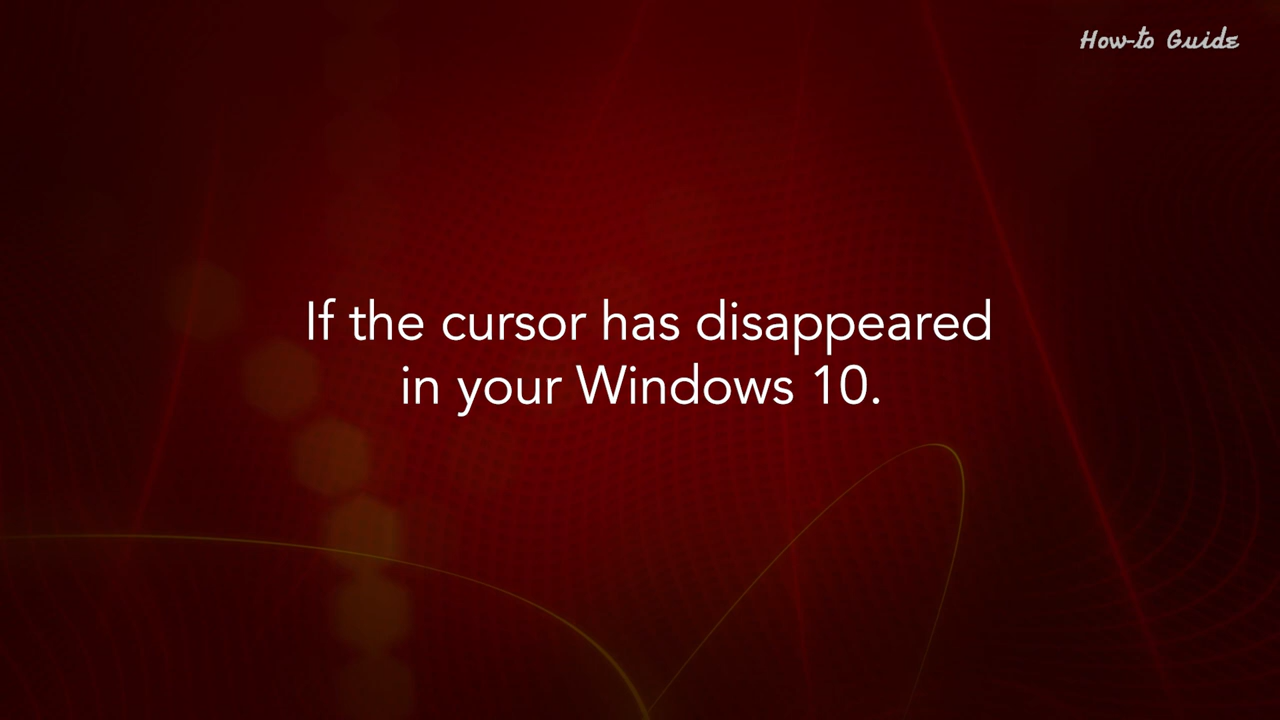 How-to Guide
If the cursor has disappeared
in your Windows 10.